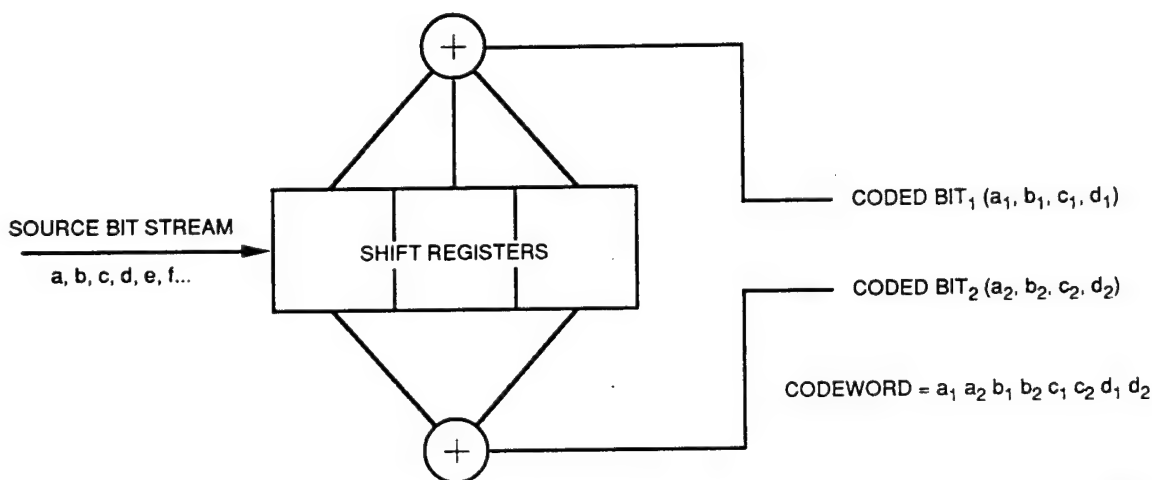 +
CODED BIT₁ (a₁, b₁, c₁, d₁)
SOURCE BIT STREAM
a, b, c, d, e, f...
SHIFT REGISTERS
CODED BIT₂ (a₂, b₂, c₂, d₂)
CODEWORD = a₁ a₂ b₁ b₂ c₁ c₂ d₁ d₂
+